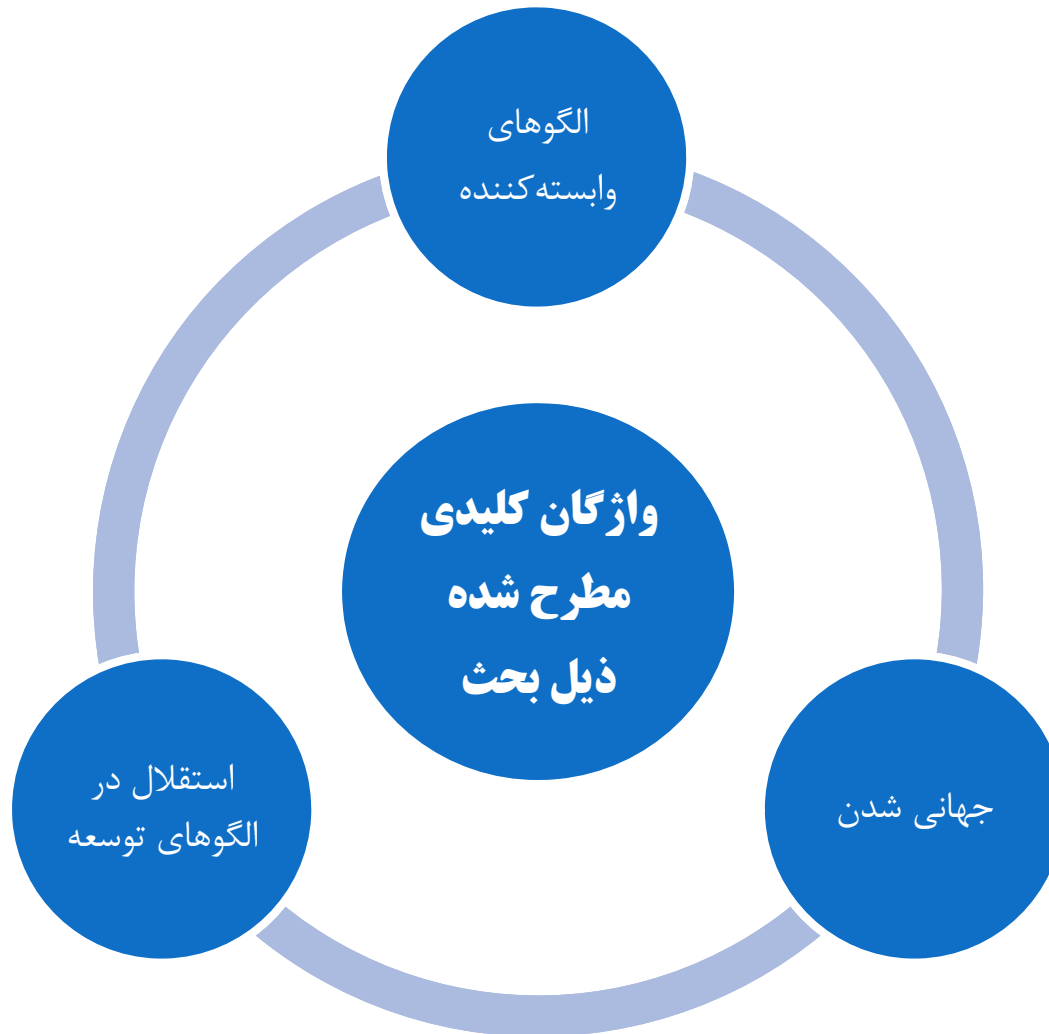 الگوهای
وابسته‌کننده
واژگان کلیدی
مطرح شده
ذیل بحث
جهانی شدن
استقلال در
الگوهای توسعه